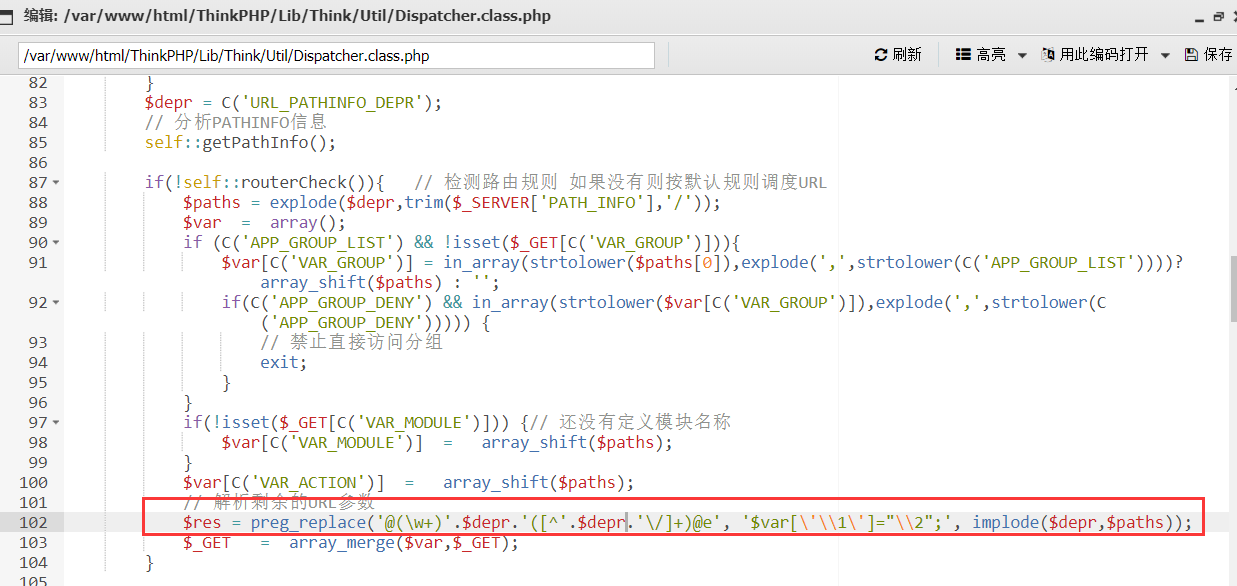 编辑: /var/www/html/ThinkPHP/Lib/Think/Util/Dispatcher.class.php
/var/www/html/ThinkPHP/Lib/Think/Util/Dispatcher.class.php 刷新 高亮 用此编码打开 保存
82 }
83 $depr = C('URL_PATHINFO_DEPR');
84 // 分析PATHINFO信息
85 self::getPathInfo();
86
87 if(!self::routerCheck()){ // 检测路由规则 如果没有则按默认规则调度URL
88 $paths = explode($depr,trim($_SERVER['PATH_INFO'],'/'));
89 $var = array();
90 if (C('APP_GROUP_LIST') && !isset($_GET[C('VAR_GROUP')])){
91 $var[C('VAR_GROUP')] = in_array(strtolower($paths[0]),explode(',',strtolower(C('APP_GROUP_LIST'))))?
array_shift($paths) : '';
92 if(C('APP_GROUP_DENY') && in_array(strtolower($var[C('VAR_GROUP')]),explode(',',strtolower(C
('APP_GROUP_DENY'))))) {
93 // 禁止直接访问分组
94 exit;
95 }
96 }
97 if(!isset($_GET[C('VAR_MODULE')])) {// 还没有定义模块名称
98 $var[C('VAR_MODULE')] = array_shift($paths);
99 }
100 $var[C('VAR_ACTION')] = array_shift($paths);
101 // 解析剩余的URL参数
102 $res = preg_replace('@(\w+)'.$depr.'([^'.$depr.'\/]+)@e', '$var[\'\\1\']="\\2";', implode($depr,$paths));
103 $_GET = array_merge($var,$_GET);
104 }
105